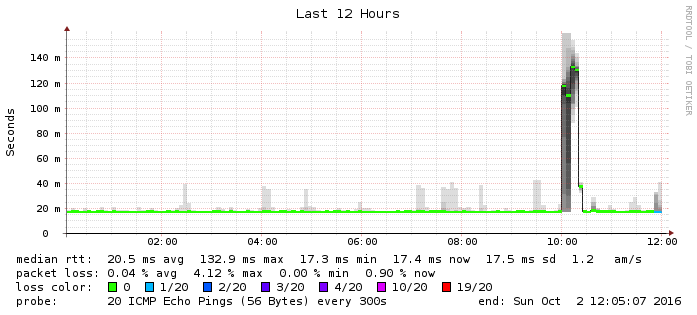 Last 12 Hours
RRDTOOL / TOBI OETIKER
Seconds
140 m
120 m
100 m
80 m
60 m
40 m
20 m
0
02:00 04:00 06:00 08:00 10:00 12:00
median rtt: 20.5 ms avg 132.9 ms max 17.3 ms min 17.4 ms now 17.5 ms sd 1.2 am/s
packet loss: 0.04 % avg 4.12 % max 0.00 % min 0.90 % now
loss color: 0 1/20 2/20 3/20 4/20 10/20 19/20
probe: 20 ICMP Echo Pings (56 Bytes) every 300s end: Sun Oct 2 12:05:07 2016